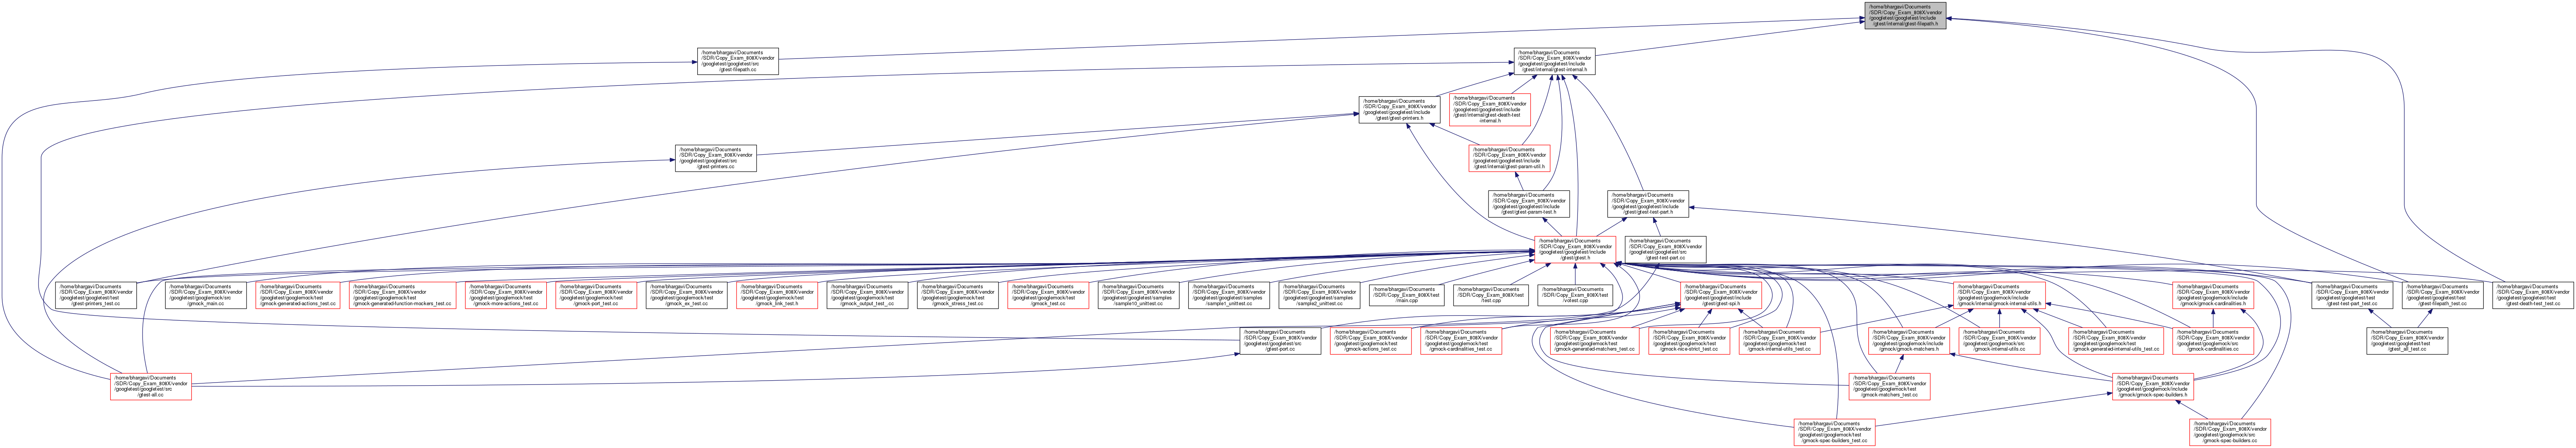 /home/bhargavi/Documents
/SDR/Copy_Exam_808X/vendor
/googletest/googletest/include
/gtest/internal/gtest-filepath.h
/home/bhargavi/Documents
/SDR/Copy_Exam_808X/vendor
/googletest/googletest/src
/gtest-filepath.cc
/home/bhargavi/Documents
/SDR/Copy_Exam_808X/vendor
/googletest/googletest/include
/gtest/internal/gtest-internal.h
/home/bhargavi/Documents
/SDR/Copy_Exam_808X/vendor
/googletest/googletest/include
/gtest/gtest-printers.h
/home/bhargavi/Documents
/SDR/Copy_Exam_808X/vendor
/googletest/googletest/include
/gtest/internal/gtest-death-test
internal.h
/home/bhargavi/Documents
/SDR/Copy_Exam_808X/vendor
/googletest/googletest/src
/gtest-printers.cc
/home/bhargavi/Documents
/SDR/Copy_Exam_808X/vendor
/googletest/googletest/include
/gtest/internal/gtest-param-util.h
/home/bhargavi/Documents
/SDR/Copy_Exam_808X/vendor
/googletest/googletest/include
/gtest/gtest-param-test.h
/home/bhargavi/Documents
/SDR/Copy_Exam_808X/vendor
/googletest/googletest/include
/gtest/gtest-test-part.h
/home/bhargavi/Documents
/SDR/Copy_Exam_808X/vendor
/googletest/googletest/include
/gtest/gtest.h
/home/bhargavi/Documents
/SDR/Copy_Exam_808X/vendor
/googletest/googletest/src
/gtest-test-part.cc
/home/bhargavi/Documents
/SDR/Copy_Exam_808X/vendor
/googletest/googletest/test
/gtest-printers_test.cc
/home/bhargavi/Documents
/SDR/Copy_Exam_808X/vendor
/googletest/googlemock/src
/gmock_main.cc
/home/bhargavi/Documents
/SDR/Copy_Exam_808X/vendor
/googletest/googlemock/test
/gmock-generated-actions_test.cc
/home/bhargavi/Documents
/SDR/Copy_Exam_808X/vendor
/googletest/googlemock/test
/gmock-generated-function-mockers_test.cc
/home/bhargavi/Documents
/SDR/Copy_Exam_808X/vendor
/googletest/googlemock/test
/gmock-more-actions_test.cc
/home/bhargavi/Documents
/SDR/Copy_Exam_808X/vendor
/googletest/googlemock/test
/gmock-port_test.cc
/home/bhargavi/Documents
/SDR/Copy_Exam_808X/vendor
/googletest/googlemock/test
/gmock_ex_test.cc
/home/bhargavi/Documents
/SDR/Copy_Exam_808X/vendor
/googletest/googlemock/test
/gmock_link_test.h
/home/bhargavi/Documents
/SDR/Copy_Exam_808X/vendor
/googletest/googlemock/test
/gmock_output_test_.cc
/home/bhargavi/Documents
/SDR/Copy_Exam_808X/vendor
/googletest/googlemock/test
/gmock_stress_test.cc
/home/bhargavi/Documents
/SDR/Copy_Exam_808X/vendor
/googletest/googlemock/test
/gmock_test.cc
/home/bhargavi/Documents
/SDR/Copy_Exam_808X/vendor
/googletest/googletest/samples
/sample10_unittest.cc
/home/bhargavi/Documents
/SDR/Copy_Exam_808X/vendor
/googletest/googletest/samples
/sample1_unittest.cc
/home/bhargavi/Documents
/SDR/Copy_Exam_808X/vendor
/googletest/googletest/samples
/sample2_unittest.cc
/home/bhargavi/Documents
/SDR/Copy_Exam_808X/test
/main.cpp
/home/bhargavi/Documents
/SDR/Copy_Exam_808X/test
/test.cpp
/home/bhargavi/Documents
/SDR/Copy_Exam_808X/test
/voltest.cpp
/home/bhargavi/Documents
/SDR/Copy_Exam_808X/vendor
/googletest/googletest/include
/gtest/gtest-spi.h
/home/bhargavi/Documents
/SDR/Copy_Exam_808X/vendor
/googletest/googlemock/include
/gmock/internal/gmock-internal-utils.h
/home/bhargavi/Documents
/SDR/Copy_Exam_808X/vendor
/googletest/googlemock/include
/gmock/gmock-cardinalities.h
/home/bhargavi/Documents
/SDR/Copy_Exam_808X/vendor
/googletest/googletest/test
/gtest-test-part_test.cc
/home/bhargavi/Documents
/SDR/Copy_Exam_808X/vendor
/googletest/googletest/test
/gtest-filepath_test.cc
/home/bhargavi/Documents
/SDR/Copy_Exam_808X/vendor
/googletest/googletest/test
/gtest-death-test_test.cc
/home/bhargavi/Documents
/SDR/Copy_Exam_808X/vendor
/googletest/googletest/src
/gtest-port.cc
/home/bhargavi/Documents
/SDR/Copy_Exam_808X/vendor
/googletest/googlemock/test
/gmock-actions_test.cc
/home/bhargavi/Documents
/SDR/Copy_Exam_808X/vendor
/googletest/googlemock/test
/gmock-cardinalities_test.cc
/home/bhargavi/Documents
/SDR/Copy_Exam_808X/vendor
/googletest/googlemock/test
/gmock-generated-matchers_test.cc
/home/bhargavi/Documents
/SDR/Copy_Exam_808X/vendor
/googletest/googlemock/test
/gmock-nice-strict_test.cc
/home/bhargavi/Documents
/SDR/Copy_Exam_808X/vendor
/googletest/googlemock/test
/gmock-internal-utils_test.cc
/home/bhargavi/Documents
/SDR/Copy_Exam_808X/vendor
/googletest/googlemock/include
/gmock/gmock-matchers.h
/home/bhargavi/Documents
/SDR/Copy_Exam_808X/vendor
/googletest/googlemock/src
/gmock-internal-utils.cc
/home/bhargavi/Documents
/SDR/Copy_Exam_808X/vendor
/googletest/googlemock/test
/gmock-generated-internal-utils_test.cc
/home/bhargavi/Documents
/SDR/Copy_Exam_808X/vendor
/googletest/googlemock/src
/gmock-cardinalities.cc
/home/bhargavi/Documents
/SDR/Copy_Exam_808X/vendor
/googletest/googletest/test
/gtest_all_test.cc
/home/bhargavi/Documents
/SDR/Copy_Exam_808X/vendor
/googletest/googletest/src
/gtest-all.cc
/home/bhargavi/Documents
/SDR/Copy_Exam_808X/vendor
/googletest/googlemock/test
/gmock-matchers_test.cc
/home/bhargavi/Documents
/SDR/Copy_Exam_808X/vendor
/googletest/googlemock/include
/gmock/gmock-spec-builders.h
/home/bhargavi/Documents
/SDR/Copy_Exam_808X/vendor
/googletest/googlemock/test
/gmock-spec-builders_test.cc
/home/bhargavi/Documents
/SDR/Copy_Exam_808X/vendor
/googletest/googlemock/src
/gmock-spec-builders.cc